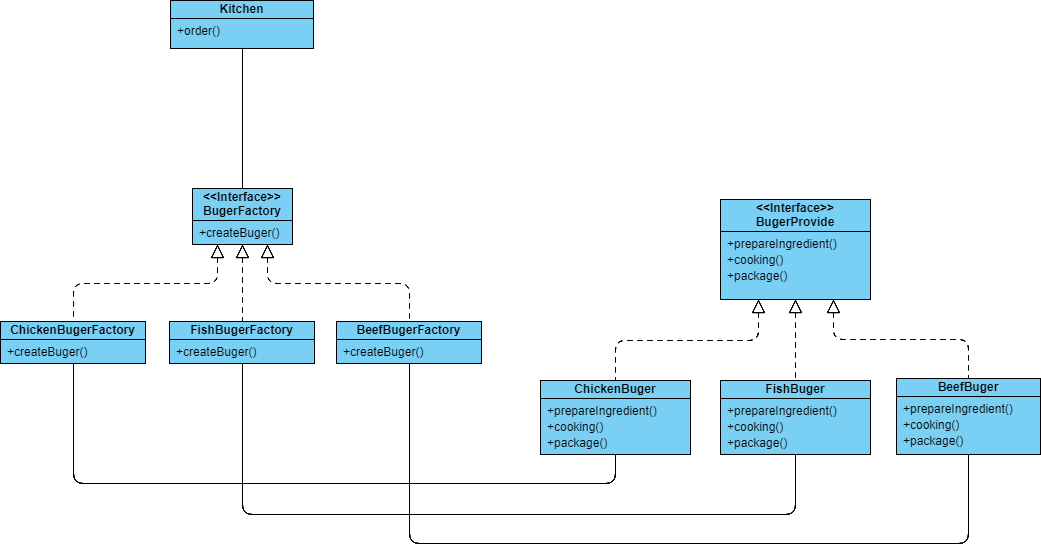 Kitchen
+order()
<<Interface>>
BugerFactory
+createBuger()
<<Interface>>
BugerProvide
+prepareIngredient()
+cooking()
+package()
ChickenBugerFactory
+createBuger()
FishBugerFactory
+createBuger()
BeefBugerFactory
+createBuger()
ChickenBuger
+prepareIngredient()
+cooking()
+package()
FishBuger
+prepareIngredient()
+cooking()
+package()
BeefBuger
+prepareIngredient()
+cooking()
+package()